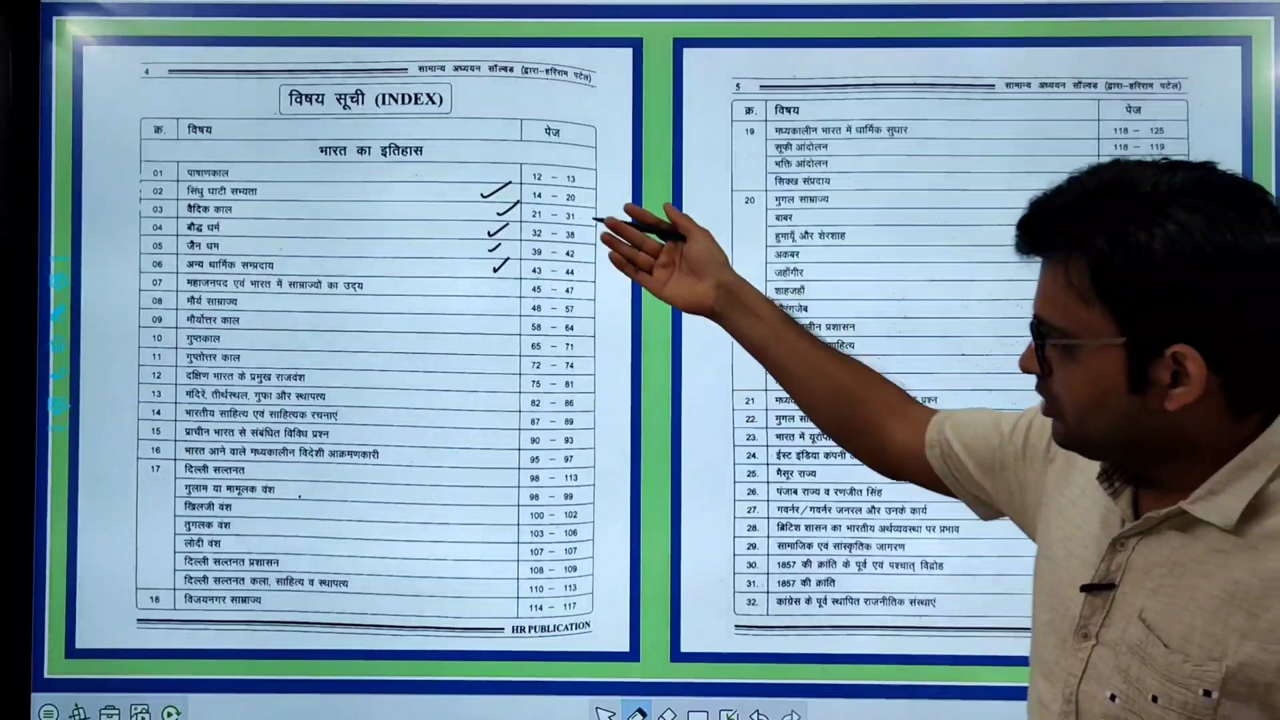 4 सामान्य अध्ययन सॉल्वड (द्वारा–हरिराम पटेल)
विषय सूची (INDEX)
क्र. विषय पेज
भारत का इतिहास
01 पाषाणकाल 12 – 13
02 सिंधु घाटी सभ्यता 14 – 20
03 वैदिक काल 21 – 31
04 बौद्ध धर्म 32 – 38
05 जैन धम 39 – 42
06 अन्य धार्मिक सम्प्रदाय 43 – 44
07 महाजनपद एवं भारत में साम्राज्यों का उद्य 45 – 47
08 मौर्य साम्राज्य 48 – 57
09 मौर्योत्तर काल 58 – 64
10 गुप्तकाल 65 – 71
11 गुप्तोत्तर काल 72 – 74
12 दक्षिण भारत के प्रमुख राजवंश 75 – 81
13 मंदिरें, तीर्थस्थल, गुफा और स्थापत्य 82 – 86
14 भारतीय साहित्य एवं साहित्यक रचनाएं 87 – 89
15 प्राचीन भारत से संबंधित विविध प्रश्न 90 – 93
16 भारत आने वाले मध्यकालीन विदेशी आक्रमणकारी 95 – 97
17 दिल्ली सल्तनत 98 – 113
गुलाम या मामूलक वंश 98 – 99
खिलजी वंश 100 – 102
तुगलक वंश 103 – 106
लोदी वंश 107 – 107
दिल्ली सल्तनत प्रशासन 108 – 109
दिल्ली सल्तनत कला, साहित्य व स्थापत्य 110 – 113
18 विजयनगर साम्राज्य 114 – 117
HR PUBLICATION
5 सामान्य अध्ययन सॉल्वड (द्वारा–हरिराम पटेल)
क्र. विषय पेज
19 मध्यकालीन भारत में धार्मिक सुधार 118 – 125
सूफी आंदोलन 118 – 119
भक्ति आंदोलन
सिक्ख संप्रदाय
20 मुगल साम्राज्य
बाबर
हुमायूँ और शेरशाह
अकबर
जहाँगीर
शाहजहाँ
प्रशासन
21 प्रश्न
22. मुगल
23. भारत में
24. ईस्ट इंडिया कंपनी
25. मैसूर राज्य
26. पंजाब राज्य व रणजीत सिंह
27. गवर्नर/गवर्नर जनरल और उनके कार्य
28. ब्रिटिश शासन का भारतीय अर्थव्यवस्था पर प्रभाव
29. सामाजिक एवं सांस्कृतिक जागरण
30. 1857 की क्रांति के पूर्व एवं पश्चात् विद्रोह
31. 1857 की क्रांति
32. कांग्रेस के पूर्व स्थापित राजनीतिक संस्थाएं